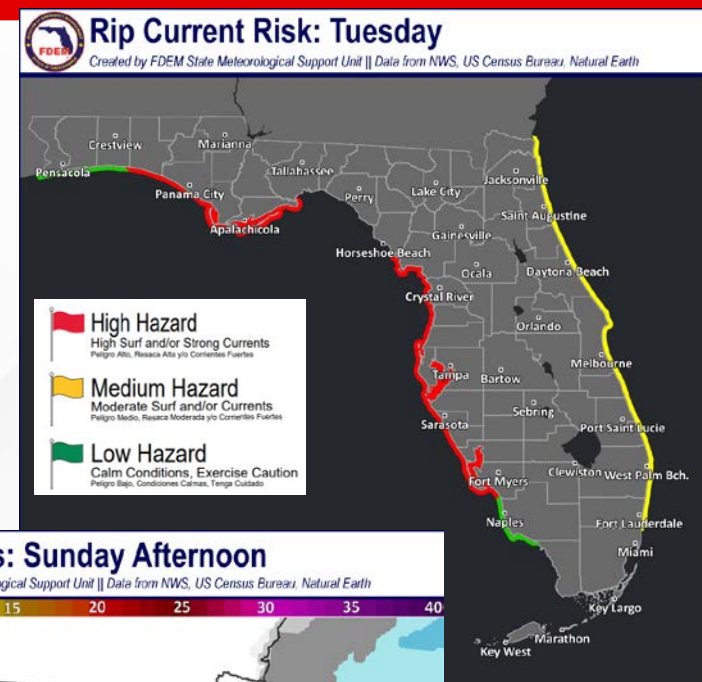 FDEM
Rip Current Risk: Tuesday
Created by FDEM State Meteorological Support Unit || Data from NWS, US Census Bureau, Natural Earth
Crestview
Marianna
Pensacola
Tallahassee
Panama City
Perry
Lake City
Jacksonville
Apalachicola
Saint Augustine
Gainesville
Horseshoe Beach
Ocala
Daytona Beach
Crystal River
Orlando
Melbourne
Tampa
Bartow
Sebring
Sarasota
Port Saint Lucie
Fort Myers
Clewiston
West Palm Bch.
Naples
Fort Lauderdale
Miami
Key Largo
Marathon
Key West
High Hazard
High Surf and/or Strong Currents
Peligro Alto, Resaca Alta y/o Corrientes Fuertes
Medium Hazard
Moderate Surf and/or Currents
Peligro Medio, Resaca Moderada y/o Corrientes Fuertes
Low Hazard
Calm Conditions, Exercise Caution
Peligro Bajo, Condiciones Calmas, Tenga Cuidado
s: Sunday Afternoon
ogical Support Unit || Data from NWS, US Census Bureau, Natural Earth
15 20 25 30 35 40